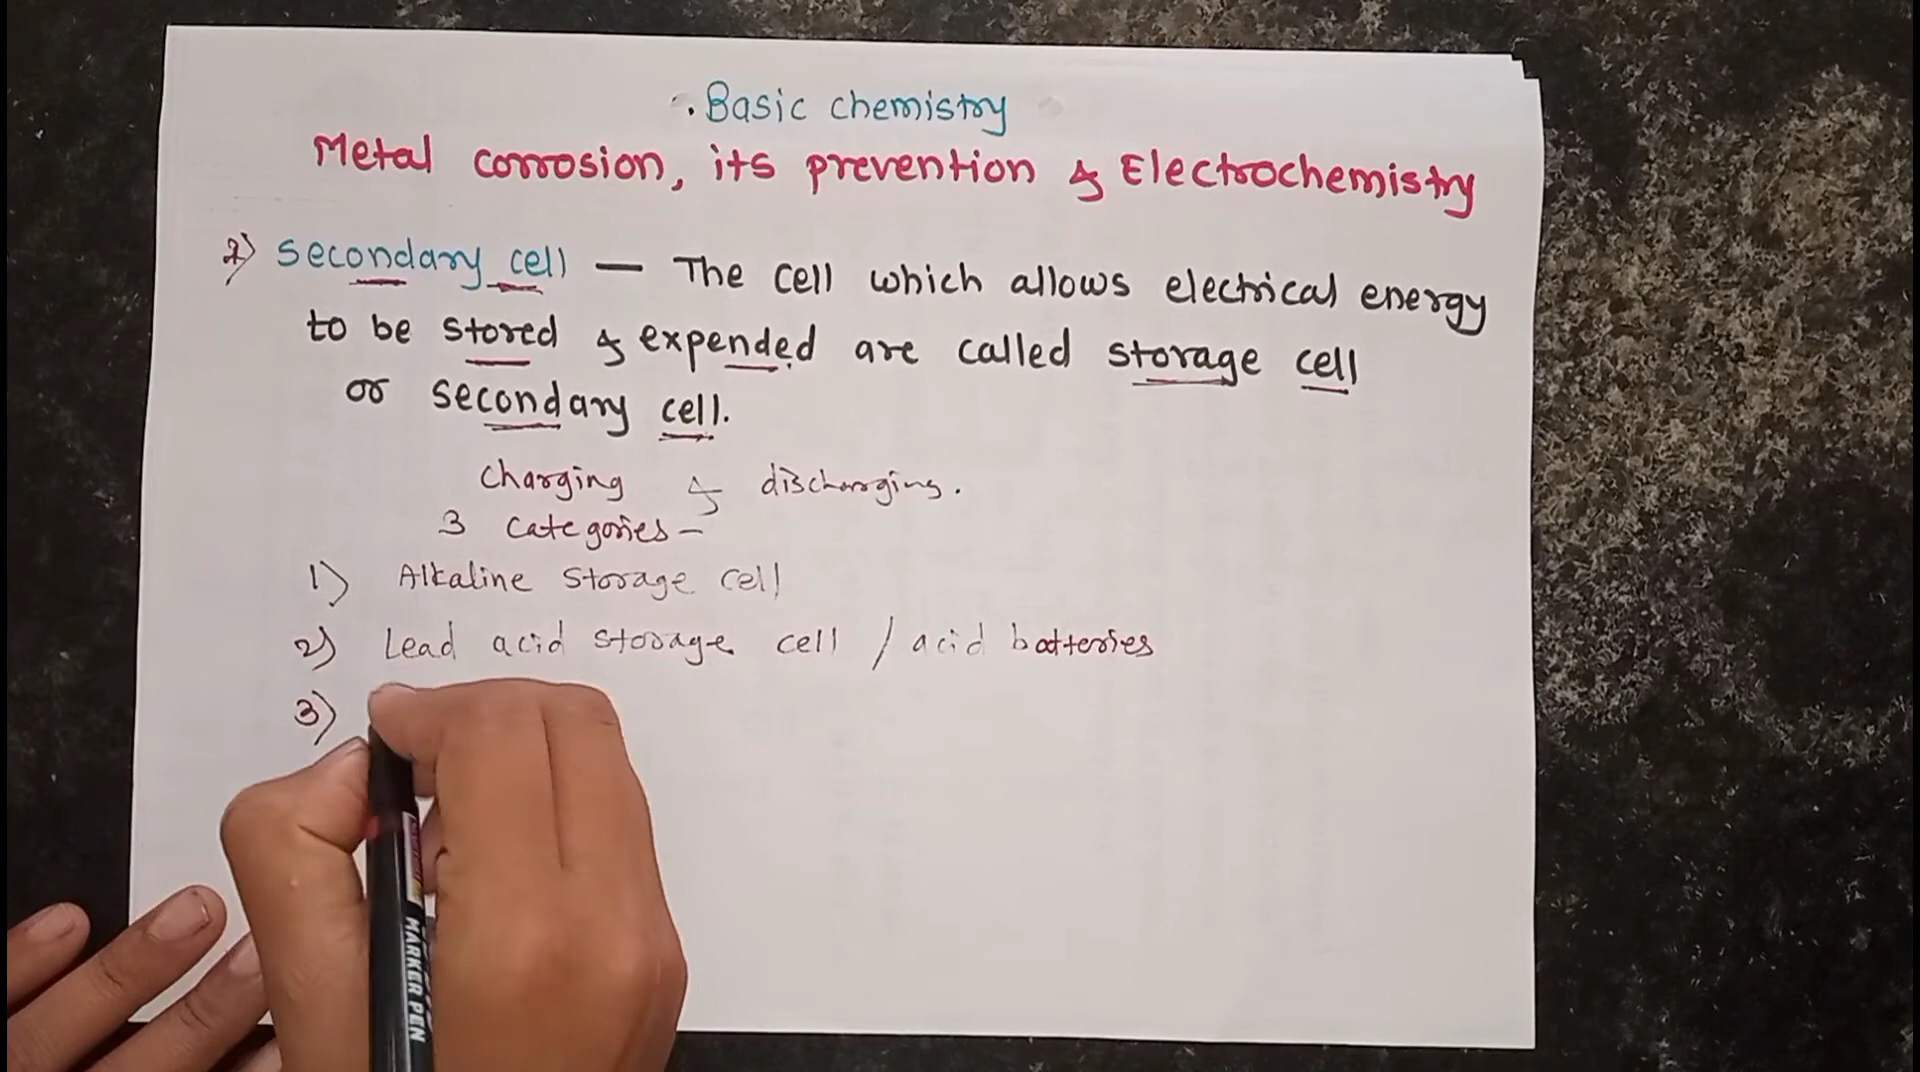 . Basic chemistry
Metal corrosion, its prevention & Electrochemistry
2) Secondary cell — The cell which allows electrical energy
to be stored & expended are called storage cell
or secondary cell.
Charging & discharging.
3 Categories –
1) Alkaline Storage Cell
2) Lead acid storage cell / acid batteries
3)
MARKER PEN